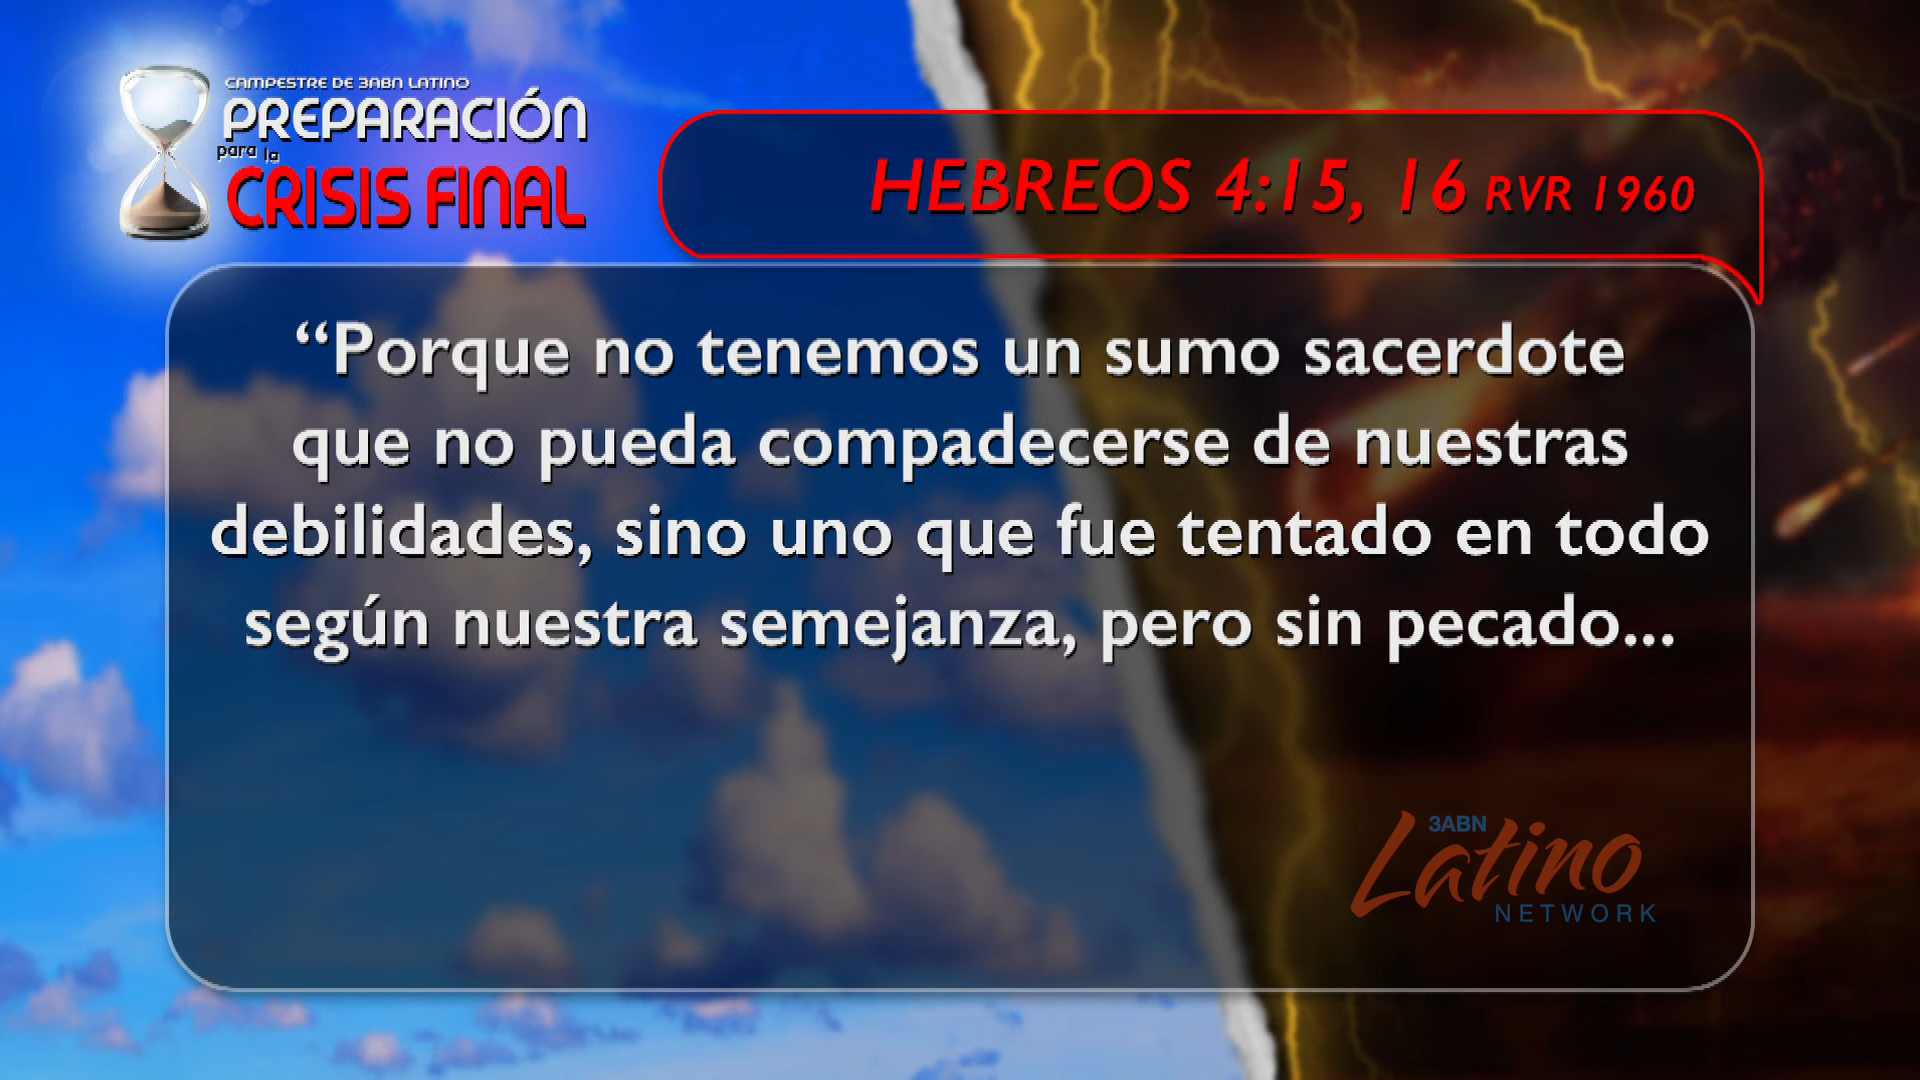 CAMPESTRE DE 3ABN LATINO
PREPARACIÓN
para la
CRISIS FINAL
HEBREOS 4:15, 16 RVR 1960
“Porque no tenemos un sumo sacerdote
que no pueda compadecerse de nuestras
debilidades, sino uno que fue tentado en todo
según nuestra semejanza, pero sin pecado...
3ABN
Latino
NETWORK